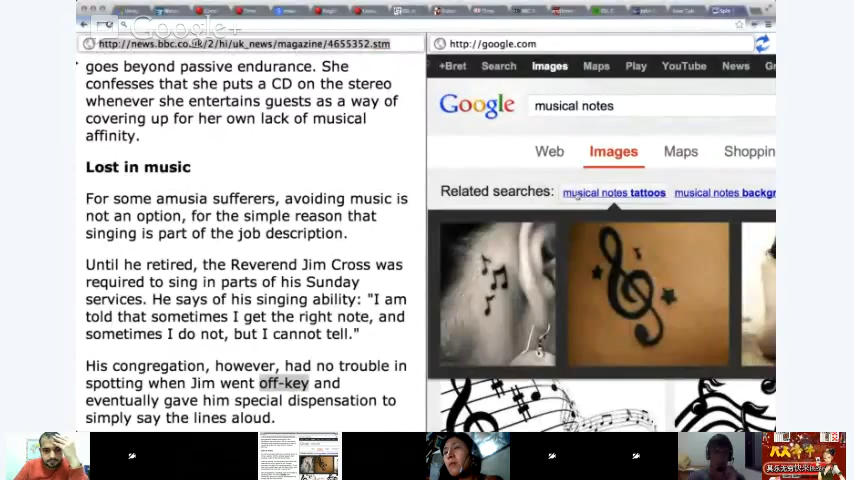 Google+
http://news.bbc.co.uk/2/hi/uk_news/magazine/4655352.stm
goes beyond passive endurance. She
confesses that she puts a CD on the stereo
whenever she entertains guests as a way of
covering up for her own lack of musical
affinity.
Lost in music
For some amusia sufferers, avoiding music is
not an option, for the simple reason that
singing is part of the job description.
Until he retired, the Reverend Jim Cross was
required to sing in parts of his Sunday
services. He says of his singing ability: "I am
told that sometimes I get the right note, and
sometimes I do not, but I cannot tell."
His congregation, however, had no trouble in
spotting when Jim went off-key and
eventually gave him special dispensation to
simply say the lines aloud.
http://google.com
+Bret Search Images Maps Play YouTube News
Google
musical notes
Web Images Maps Shoppin
Related searches: musical notes tattoos musical notes backgr